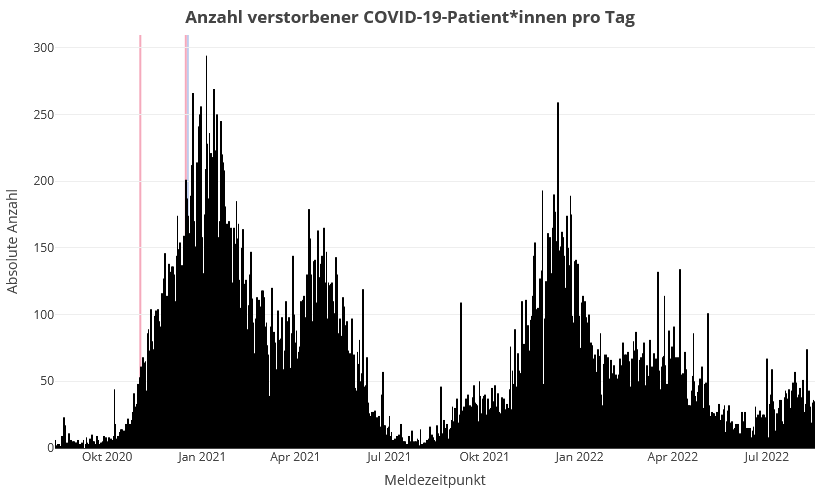 Anzahl verstorbener COVID-19-Patient*innen pro Tag
Absolute Anzahl
300
250
200
150
100
50
0
Okt 2020
Jan 2021
Apr 2021
Jul 2021
Okt 2021
Jan 2022
Apr 2022
Jul 2022
Meldezeitpunkt